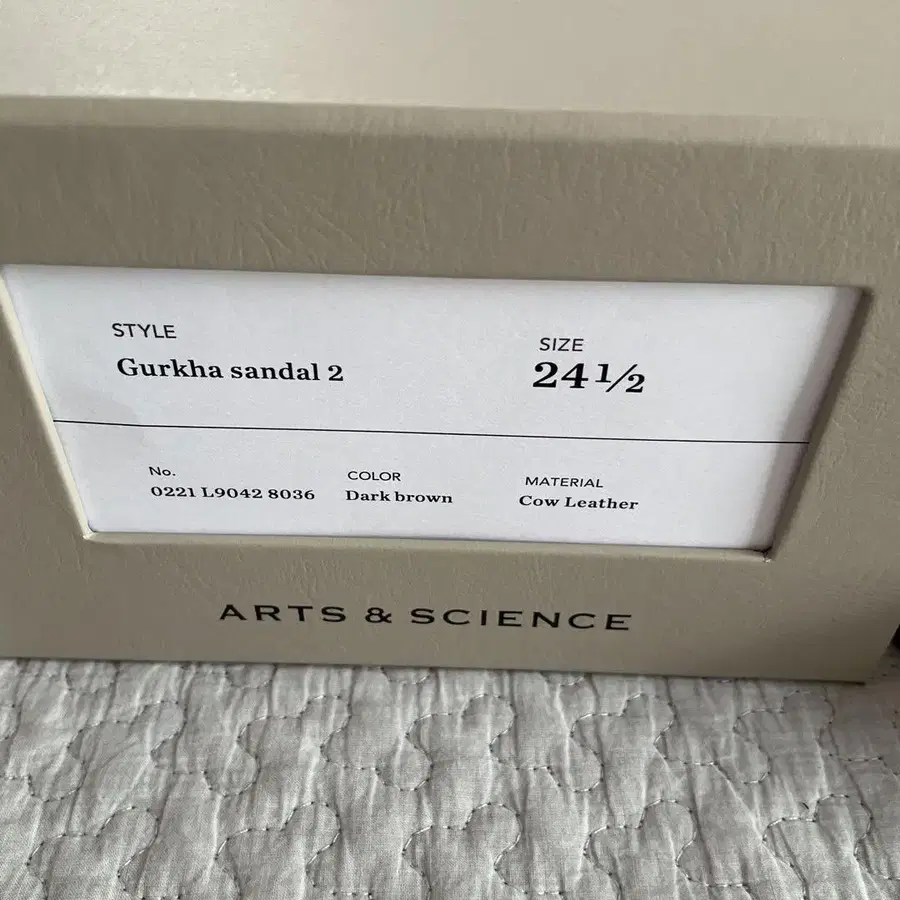 STYLE
Gurkha sandal 2
SIZE
24½
No.
0221 L9042 8036
COLOR
Dark brown
MATERIAL
Cow Leather
ARTS & SCIENCE